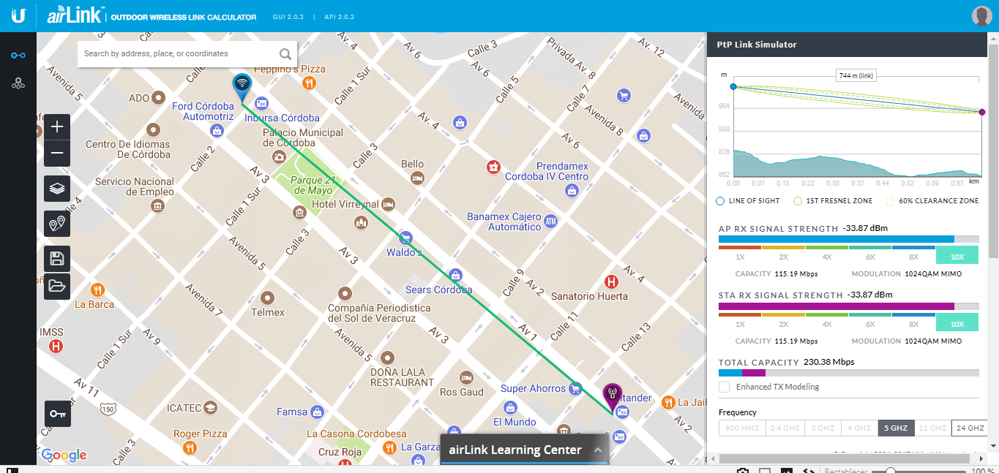 airLink™ | OUTDOOR WIRELESS LINK CALCULATOR GUI 2.0.3 | API 2.0.3
Search by address, place, or coordinates
Peppino's Pizza
Av. 4
Av 6
Calle 3
Privada Av. 8
Av. 12
Avenida 5
Calle 1 Sur
Av 6
Calle 5
Calle 7
Avenida 8
Avenida
ADO
Ford Córdoba
Automotriz
Inbursa Córdoba
Av. 4
Av 6
Palacio Municipal
de Córdoba
Centro De Idiomas
De Córdoba
Calle 2
Calle 3
Bello
Prendamex
Cordoba IV Centro
Servicio Nacional
de Empleo
Av 3
Parque 21
de Mayo
Hotel Virreynal
Calle 1 Sur
Banamex Cajero
Automático
ATM
Calle 3
Avenida 5
Waldo's
Av 3
Calle 9
Av 2
Av. 4
Sears Córdoba
Sanatorio Huerta
La Barca
Avenida 7
Telmex
Compañía Periodistica
del Sol de Veracruz
Calle 11
Calle 13
IMSS
Calle 1 Sur
Av 9
Avenida 5
Av 3
Av 1
DOÑA LALA
RESTAURANT
Ros Gaud
Super Ahorros
Av 11
150
ICATEC
Famsa
El Mundo
La Jai
Av 2
Roger Pizza
La Casona Cordobesa
Calle 3
Cruz Roja
La Garza
Google
airLink Learning Center
PtP Link Simulator
m
744 m (link)
904
890
876
862
0.00 0.07 0.15 0.22 0.30 0.37 0.44 0.52 0.59 0.67 km
LINE OF SIGHT 1ST FRESNEL ZONE 60% CLEARANCE ZONE
AP RX SIGNAL STRENGTH -33.87 dBm
1X 2X 4X 6X 8X 10X
CAPACITY 115.19 Mbps MODULATION 1024QAM MIMO
STA RX SIGNAL STRENGTH -33.87 dBm
1X 2X 4X 6X 8X 10X
CAPACITY 115.19 Mbps MODULATION 1024QAM MIMO
TOTAL CAPACITY 230.38 Mbps
Enhanced TX Modeling
Frequency
900 MHZ 2.4 GHZ 3 GHZ 4 GHZ 5 GHZ 11 GHZ 24 GHZ
Restablecer 100 %